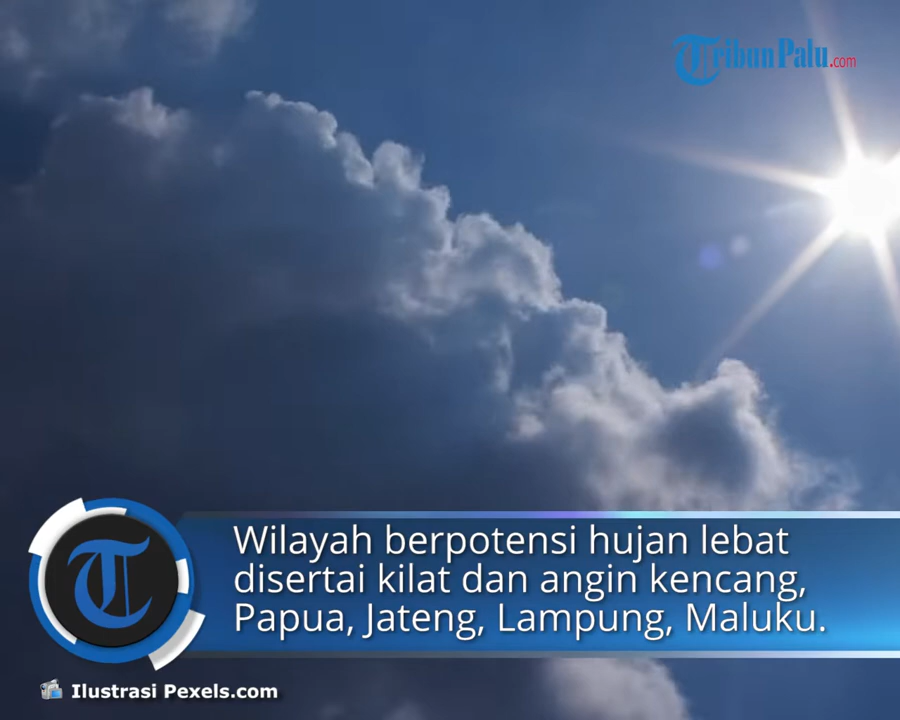 TribunPalu.com
Wilayah berpotensi hujan lebat
disertai kilat dan angin kencang,
Papua, Jateng, Lampung, Maluku.
T
Ilustrasi Pexels.com